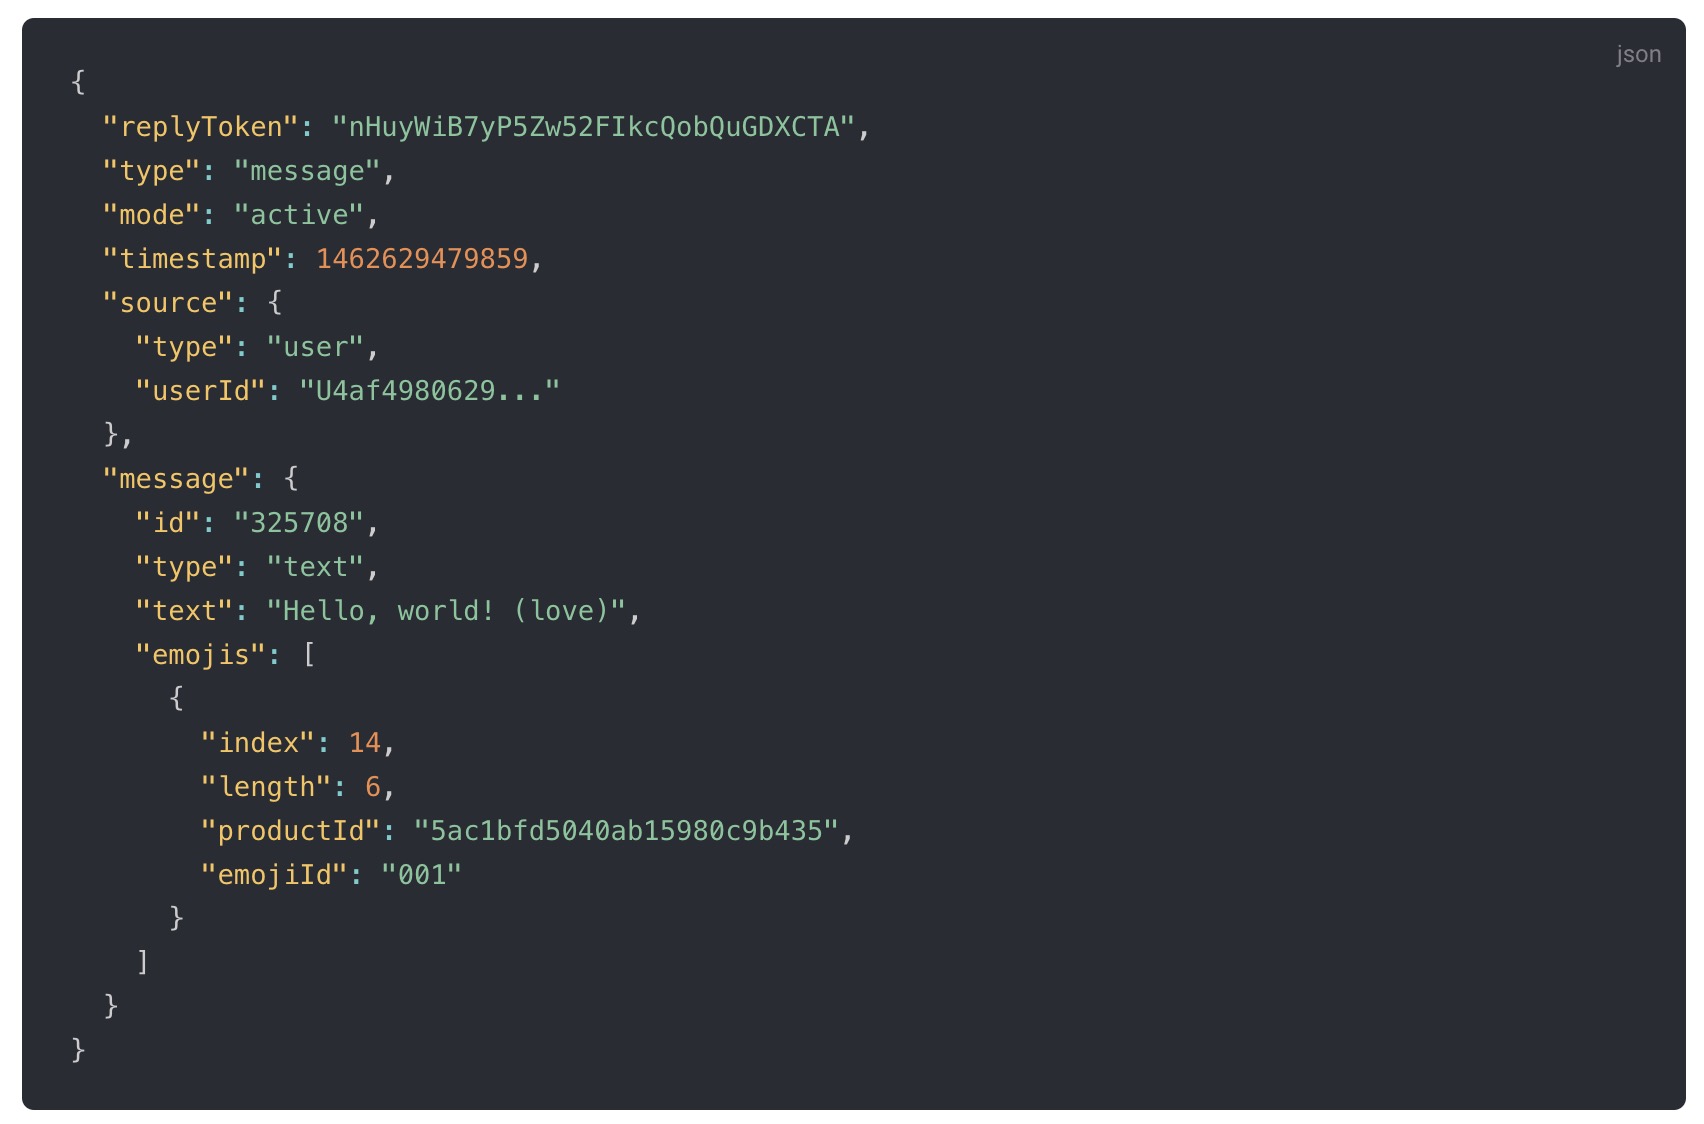 json
{
  "replyToken": "nHuyWiB7yP5Zw52FIkcQobQuGDXCTA",
  "type": "message",
  "mode": "active",
  "timestamp": 1462629479859,
  "source": {
    "type": "user",
    "userId": "U4af4980629..."
  },
  "message": {
    "id": "325708",
    "type": "text",
    "text": "Hello, world! (love)",
    "emojis": [
      {
        "index": 14,
        "length": 6,
        "productId": "5ac1bfd5040ab15980c9b435",
        "emojiId": "001"
      }
    ]
  }
}